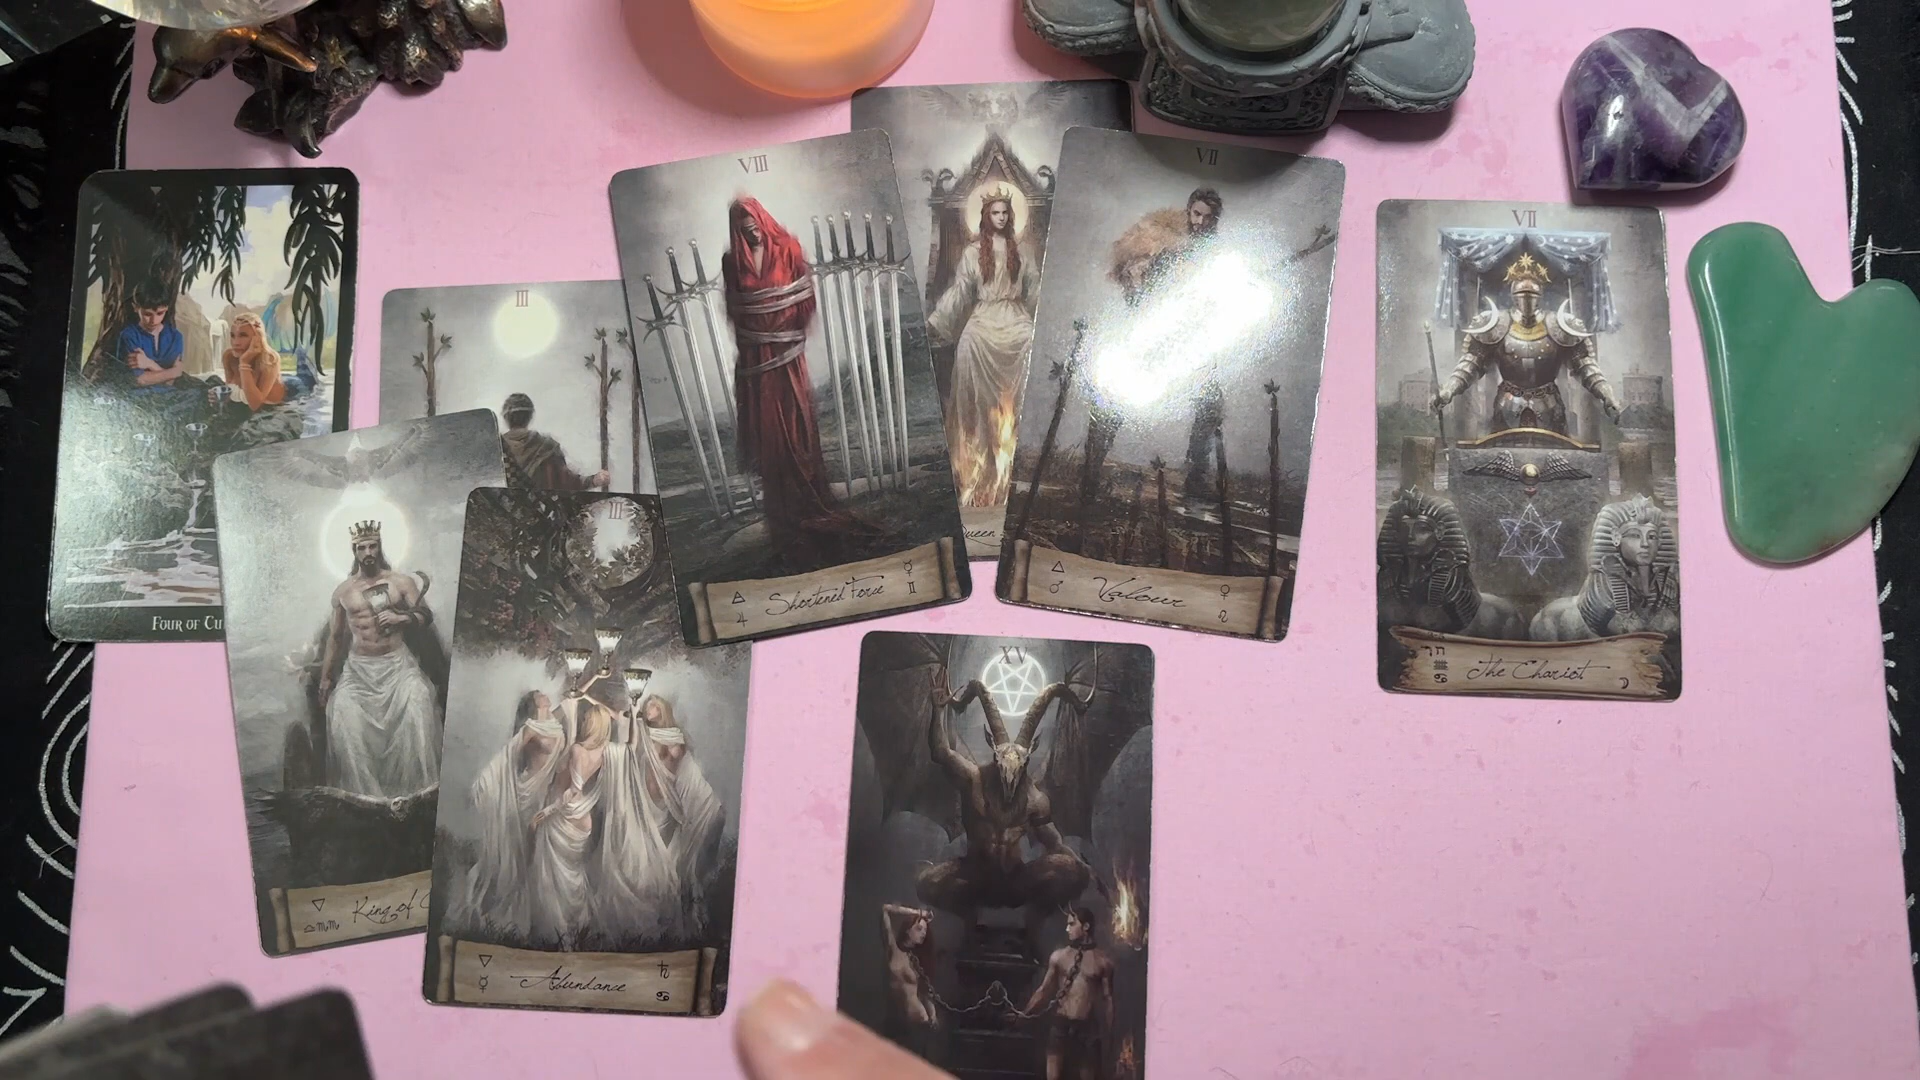 VIII
VII
VII
III
III
XV
FOUR OF CU
King of
Abundance
Shortened Force
Queen
Valour
The Chariot